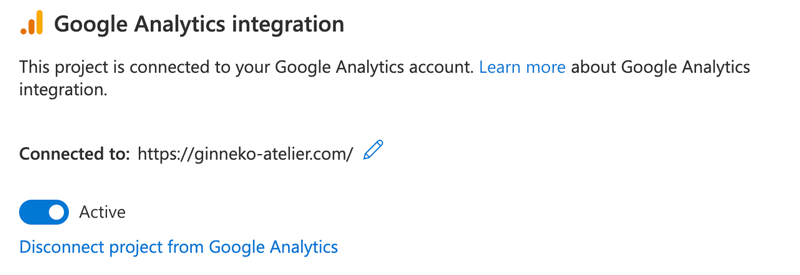 Google Analytics integration
This project is connected to your Google Analytics account. Learn more about Google Analytics
integration.
Connected to: https://ginneko-atelier.com/
Active
Disconnect project from Google Analytics